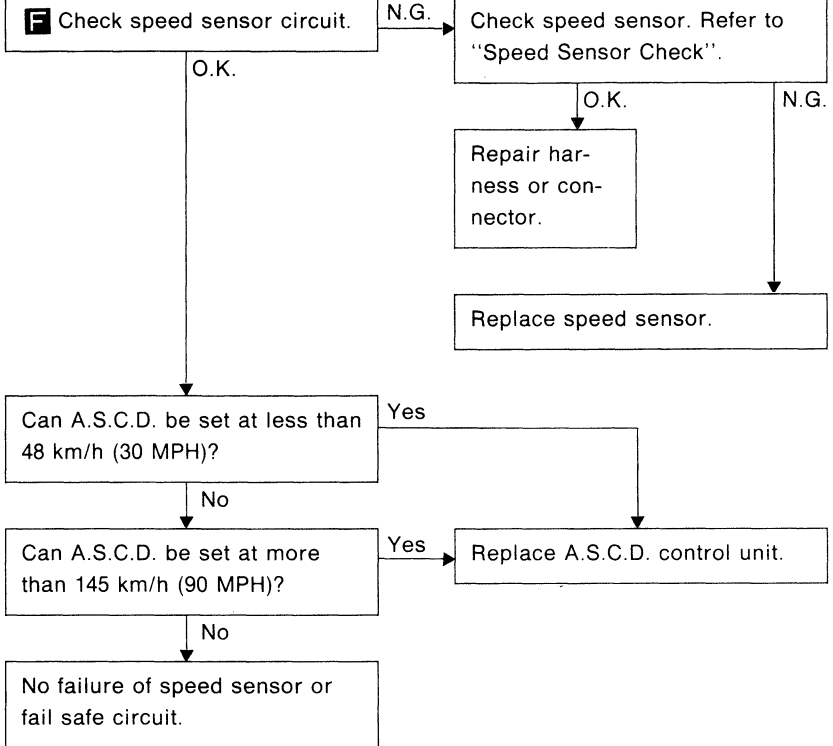 F Check speed sensor circuit.
N.G.
Check speed sensor. Refer to
‘‘Speed Sensor Check’’.
O.K.
O.K.
N.G.
Repair har-
ness or con-
nector.
Replace speed sensor.
Can A.S.C.D. be set at less than
48 km/h (30 MPH)?
Yes
No
Can A.S.C.D. be set at more
than 145 km/h (90 MPH)?
Yes
Replace A.S.C.D. control unit.
No
No failure of speed sensor or
fail safe circuit.